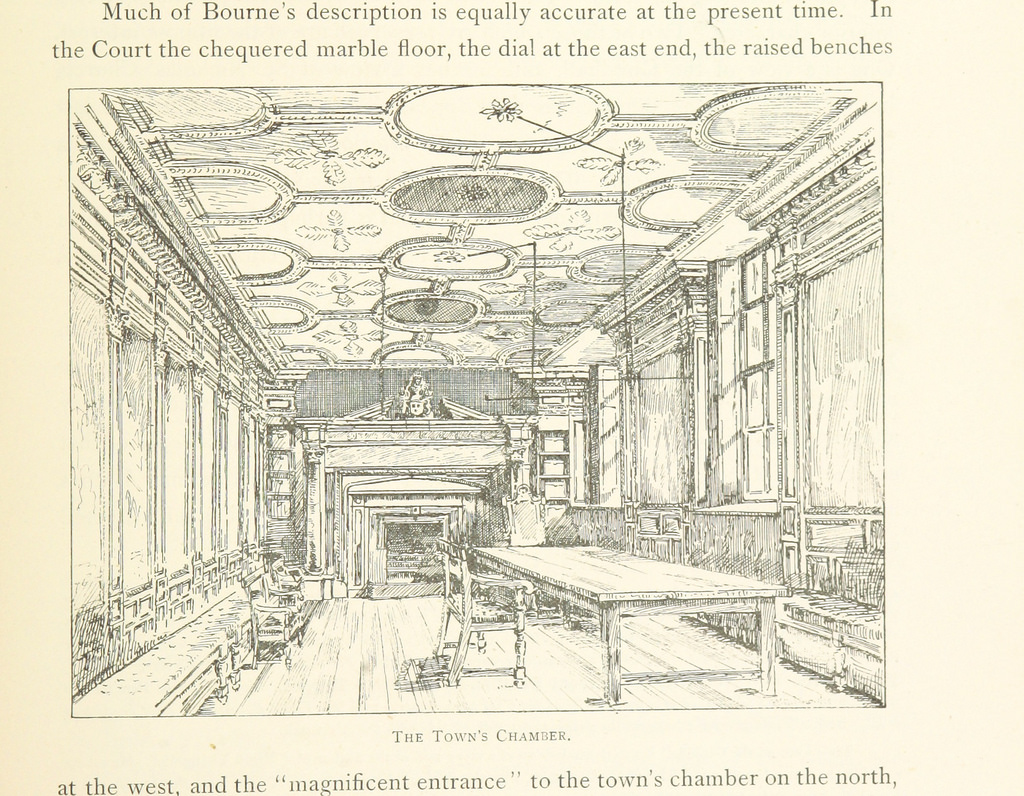 Much of Bourne's description is equally accurate at the present time. In
the Court the chequered marble floor, the dial at the east end, the raised benches
THE TOWN'S CHAMBER.
at the west, and the “magnificent entrance” to the town's chamber on the north,